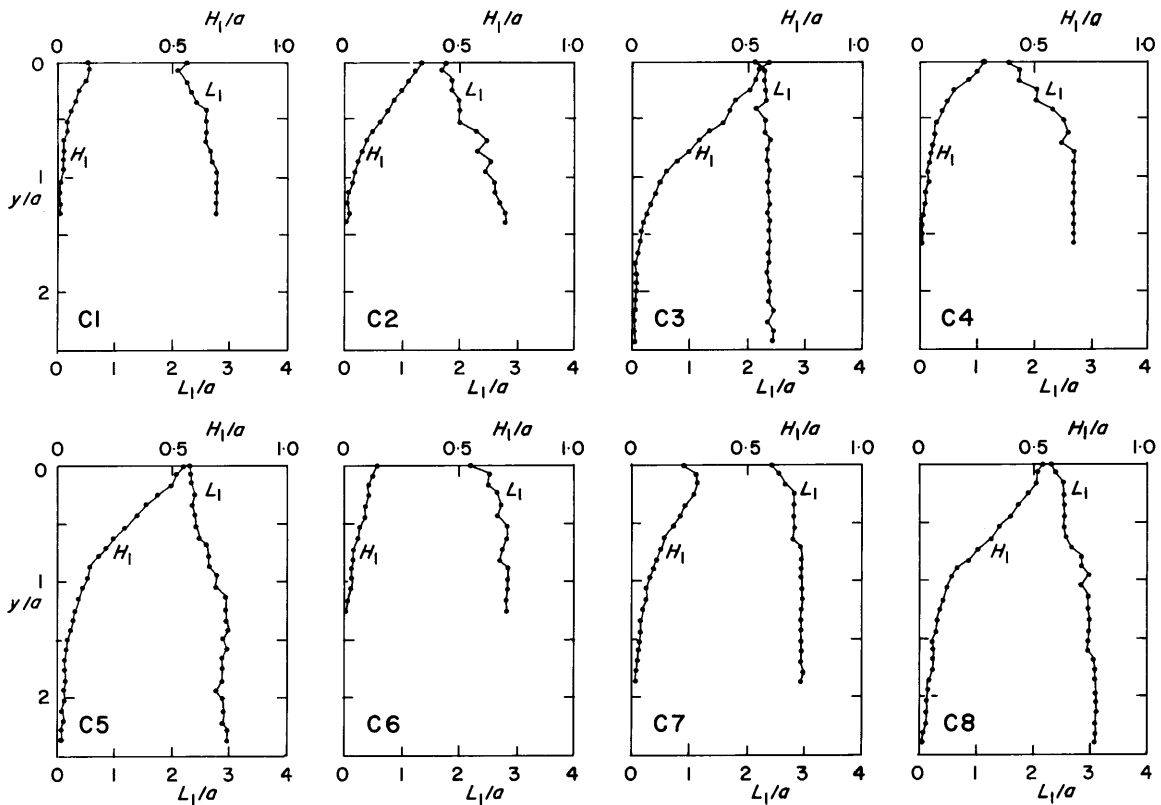 H₁/a H₁/a H₁/a H₁/a
0 0·5 1·0 0 0·5 1·0 0 0·5 1·0 0 0·5 1·0
0
L₁ L₁ L₁ L₁
H₁ H₁ H₁ H₁
1
y/a
2
C1 C2 C3 C4
0 1 2 3 4 0 1 2 3 4 0 1 2 3 4 0 1 2 3 4
L₁/a L₁/a L₁/a L₁/a
H₁/a H₁/a H₁/a H₁/a
0 0·5 1·0 0 0·5 1·0 0 0·5 1·0 0 0·5 1·0
0
L₁ L₁ L₁ L₁
H₁ H₁ H₁ H₁
1
y/a
2
C5 C6 C7 C8
0 1 2 3 4 0 1 2 3 4 0 1 2 3 4 0 1 2 3 4
L₁/a L₁/a L₁/a L₁/a